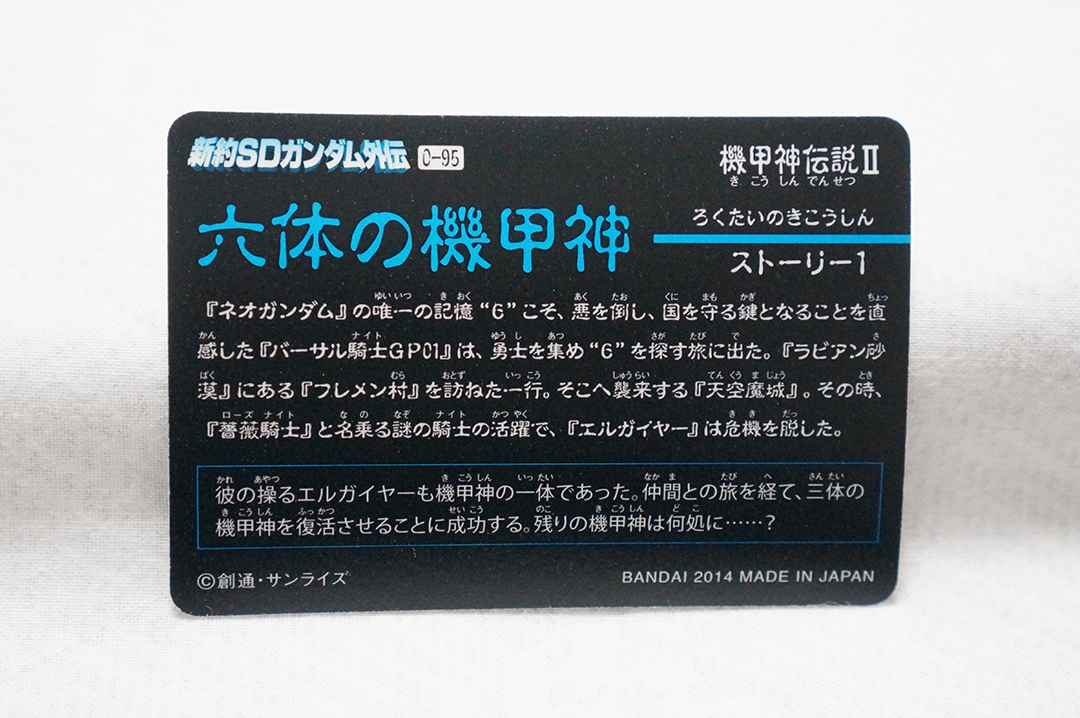 新約SDガンダム外伝 0-95
機甲神伝説Ⅱ
きこうしんでんせつ
六体の機甲神
ろくたいのきこうしん
ストーリー1
『ネオガンダム』の唯一の記憶“G”こそ、悪を倒し、国を守る鍵となることを直
感した『バーサル騎士GP01』は、勇士を集め“G”を探す旅に出た。『ラビアン砂
漠』にある『フレメン村』を訪ねた一行。そこへ襲来する『天空魔城』。その時、
『薔薇騎士』と名乗る謎の騎士の活躍で、『エルガイヤー』は危機を脱した。
彼の操るエルガイヤーも機甲神の一体であった。仲間との旅を経て、三体の
機甲神を復活させることに成功する。残りの機甲神は何処に……?
©創通・サンライズ
BANDAI 2014 MADE IN JAPAN